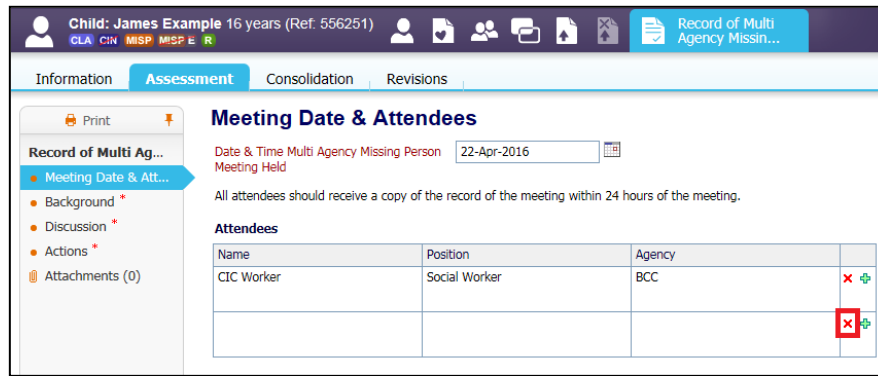 Child: James Example 16 years (Ref: 556251)
CLA CIN MISP MISP E R
Record of Multi
Agency Missin...
Information Assessment Consolidation Revisions
Print
Record of Multi Ag...
Meeting Date & Att...
Background *
Discussion *
Actions *
Attachments (0)
Meeting Date & Attendees
Date & Time Multi Agency Missing Person 22-Apr-2016
Meeting Held
All attendees should receive a copy of the record of the meeting within 24 hours of the meeting.
Attendees
Name Position Agency
CIC Worker Social Worker BCC